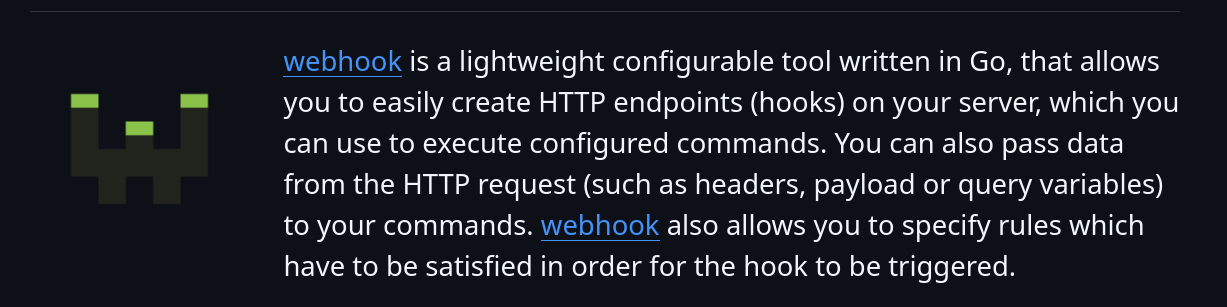 webhook is a lightweight configurable tool written in Go, that allows
you to easily create HTTP endpoints (hooks) on your server, which you
can use to execute configured commands. You can also pass data
from the HTTP request (such as headers, payload or query variables)
to your commands. webhook also allows you to specify rules which
have to be satisfied in order for the hook to be triggered.